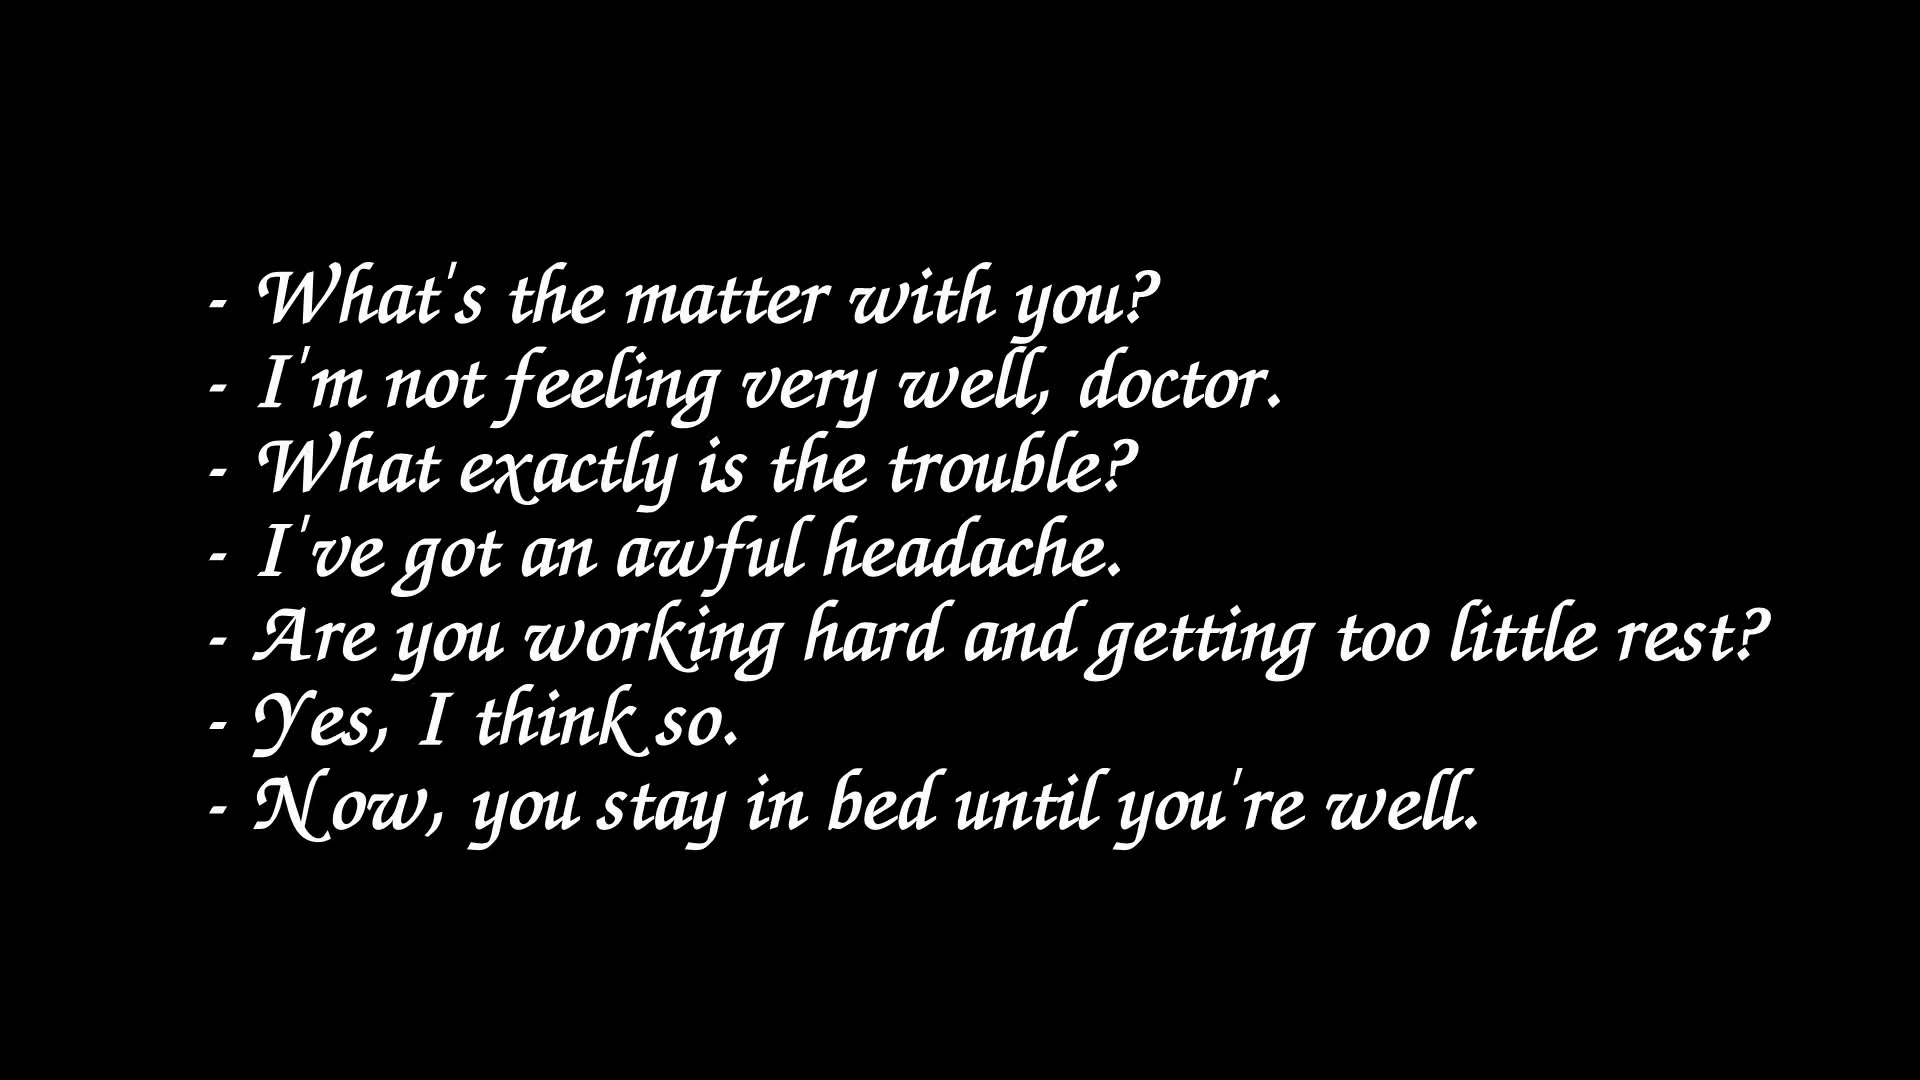 - What's the matter with you?
- I'm not feeling very well, doctor.
- What exactly is the trouble?
- I've got an awful headache.
- Are you working hard and getting too little rest?
- Yes, I think so.
- Now, you stay in bed until you're well.